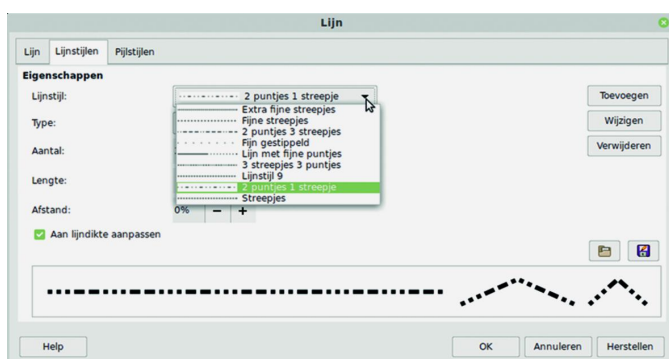 Lijn
Lijn Lijnstijlen Pijlstijlen
Eigenschappen
Lijnstijl: 2 puntjes 1 streepje Toevoegen
Extra fijne streepjes
Type: Fijne streepjes Wijzigen
2 puntjes 3 streepjes
Fijn gestippeld
Aantal: Lijn met fijne puntjes Verwijderen
3 streepjes 3 puntjes
Lengte: Lijnstijl 9
2 puntjes 1 streepje
Streepjes
Afstand: 0% − +
Aan lijndikte aanpassen
Help OK Annuleren Herstellen